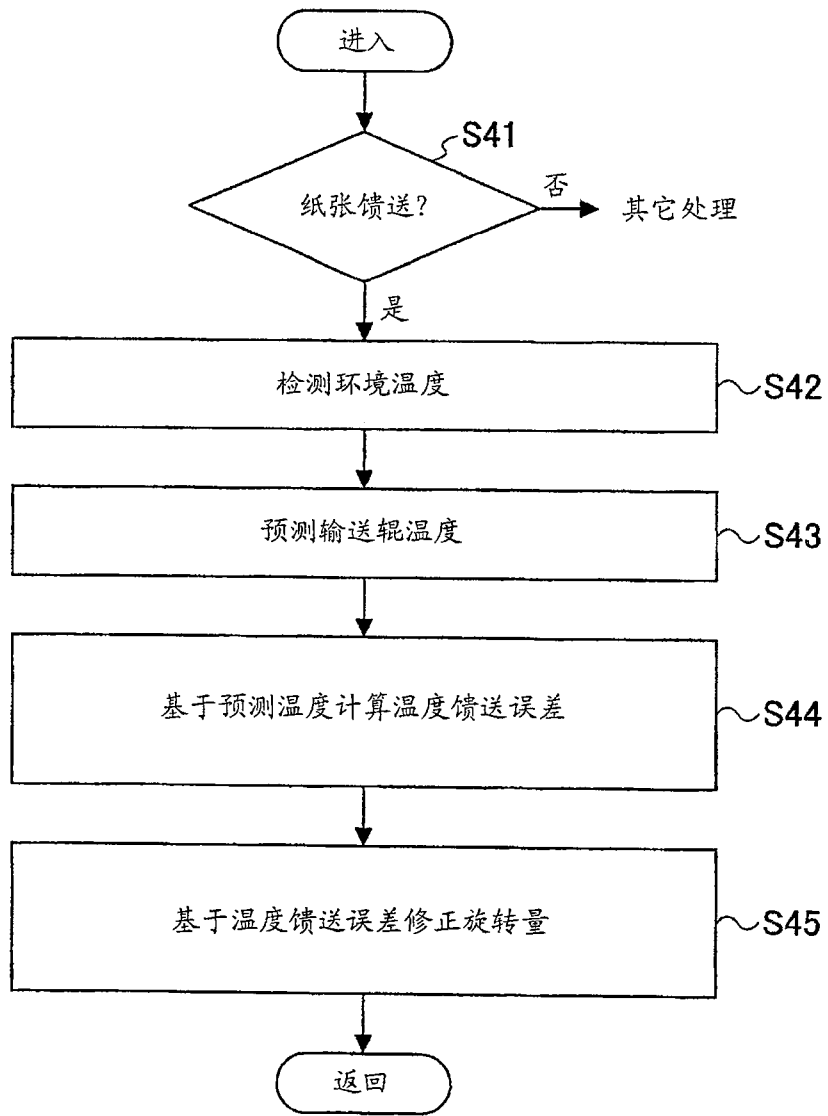 进入
S41
纸张馈送?
否
其它处理
是
检测环境温度
S42
预测输送辊温度
S43
基于预测温度计算温度馈送误差
S44
基于温度馈送误差修正旋转量
S45
返回